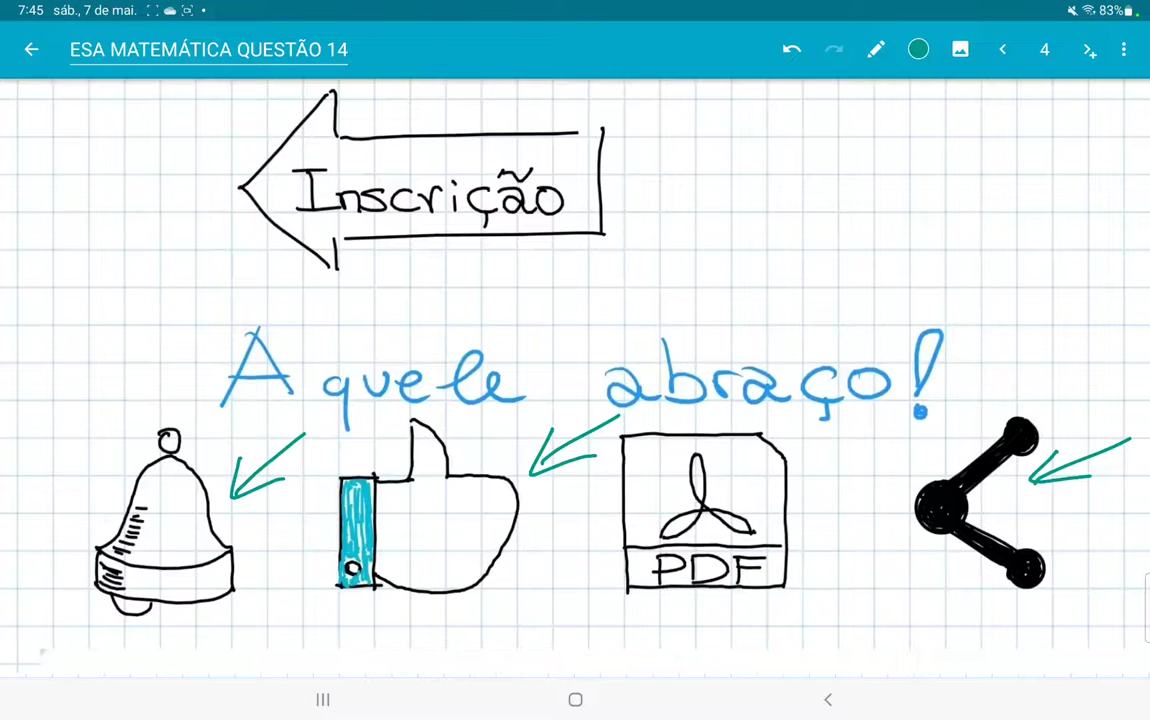 7:45 sáb., 7 de mai. 83%
ESA MATEMÁTICA QUESTÃO 14 4
Inscrição
Aquele abraço!
PDF